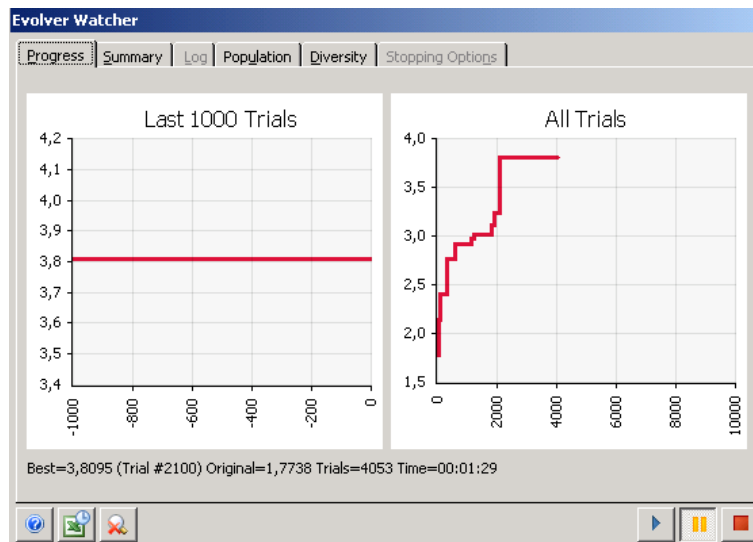 Evolver Watcher
Progress Summary Log Population Diversity Stopping Options
Last 1000 Trials
4,2
4,1
4,0
3,9
3,8
3,7
3,6
3,5
3,4
-1000 -800 -600 -400 -200 0
All Trials
4,0
3,5
3,0
2,5
2,0
1,5
0 2000 4000 6000 8000 10000
Best=3,8095 (Trial #2100) Original=1,7738 Trials=4053 Time=00:01:29